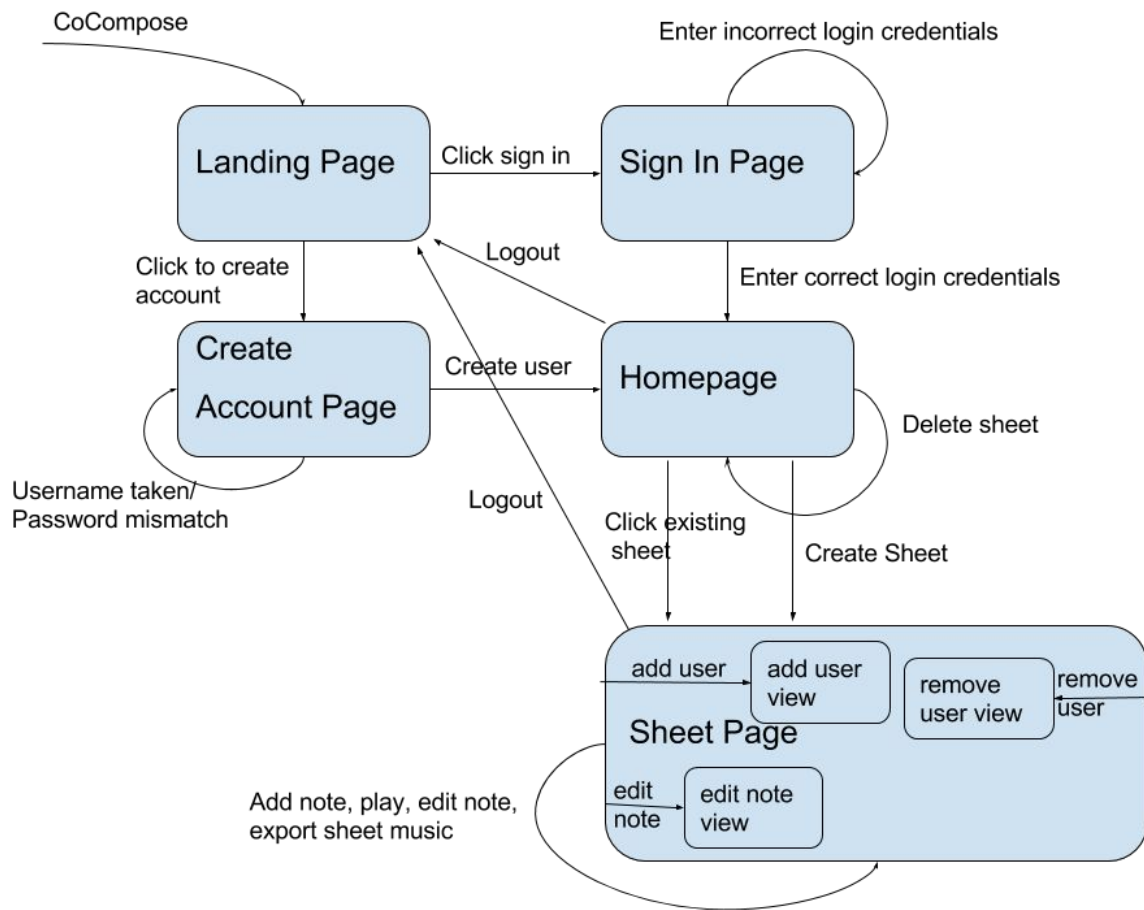 CoCompose
Enter incorrect login credentials
Landing Page
Click sign in
Sign In Page
Click to create
account
Logout
Enter correct login credentials
Create
Account Page
Create user
Homepage
Delete sheet
Username taken/
Password mismatch
Logout
Click existing
sheet
Create Sheet
add user
add user
view
remove
user view
remove
user
Sheet Page
edit
note
edit note
view
Add note, play, edit note,
export sheet music